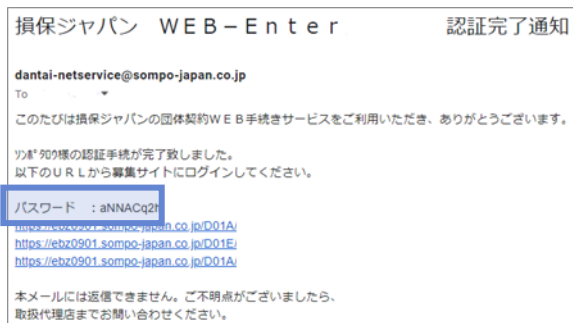 損保ジャパン WEB－Enter 認証完了通知
dantai-netservice@sompo-japan.co.jp
To
このたびは損保ジャパンの団体契約WEB手続きサービスをご利用いただき、ありがとうございます。
ｿﾝﾎﾟﾀﾛｳ様の認証手続が完了致しました。
以下のURLから募集サイトにログインしてください。
パスワード ：aNNACq2
https://ebz0901.sompo-japan.co.jp/D01A/
https://ebz0901.sompo-japan.co.jp/D01E/
https://ebz0901.sompo-japan.co.jp/D01A/
本メールには返信できません。ご不明点がございましたら、
取扱代理店までお問い合わせください。